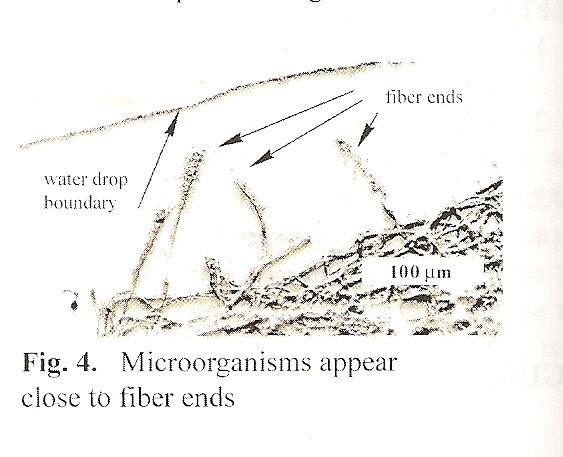 fiber ends
water drop
boundary
100 µm
Fig. 4. Microorganisms appear
close to fiber ends